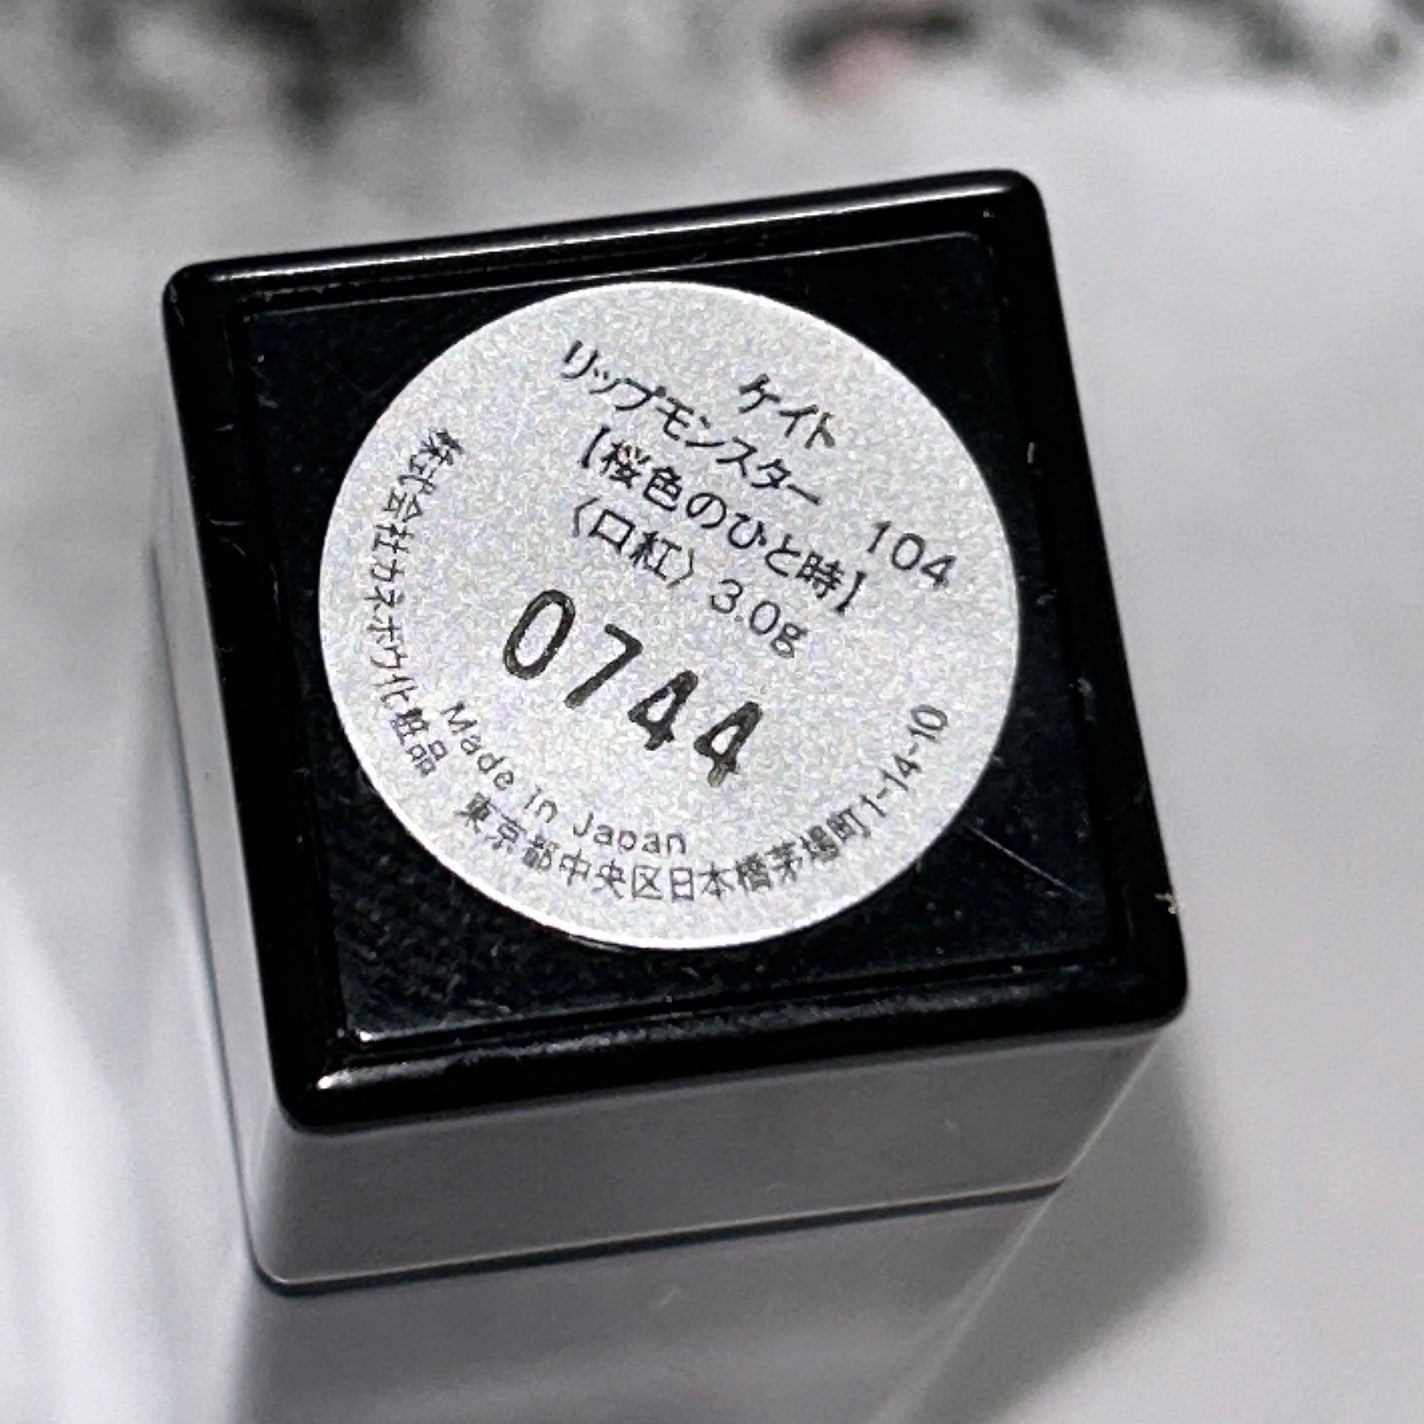 ケイト
リップモンスター 104
【桜色のひと時】
〈口紅〉3.0g
0744
Made in Japan
株式会社カネボウ化粧品
東京都中央区日本橋茅場町1-14-10